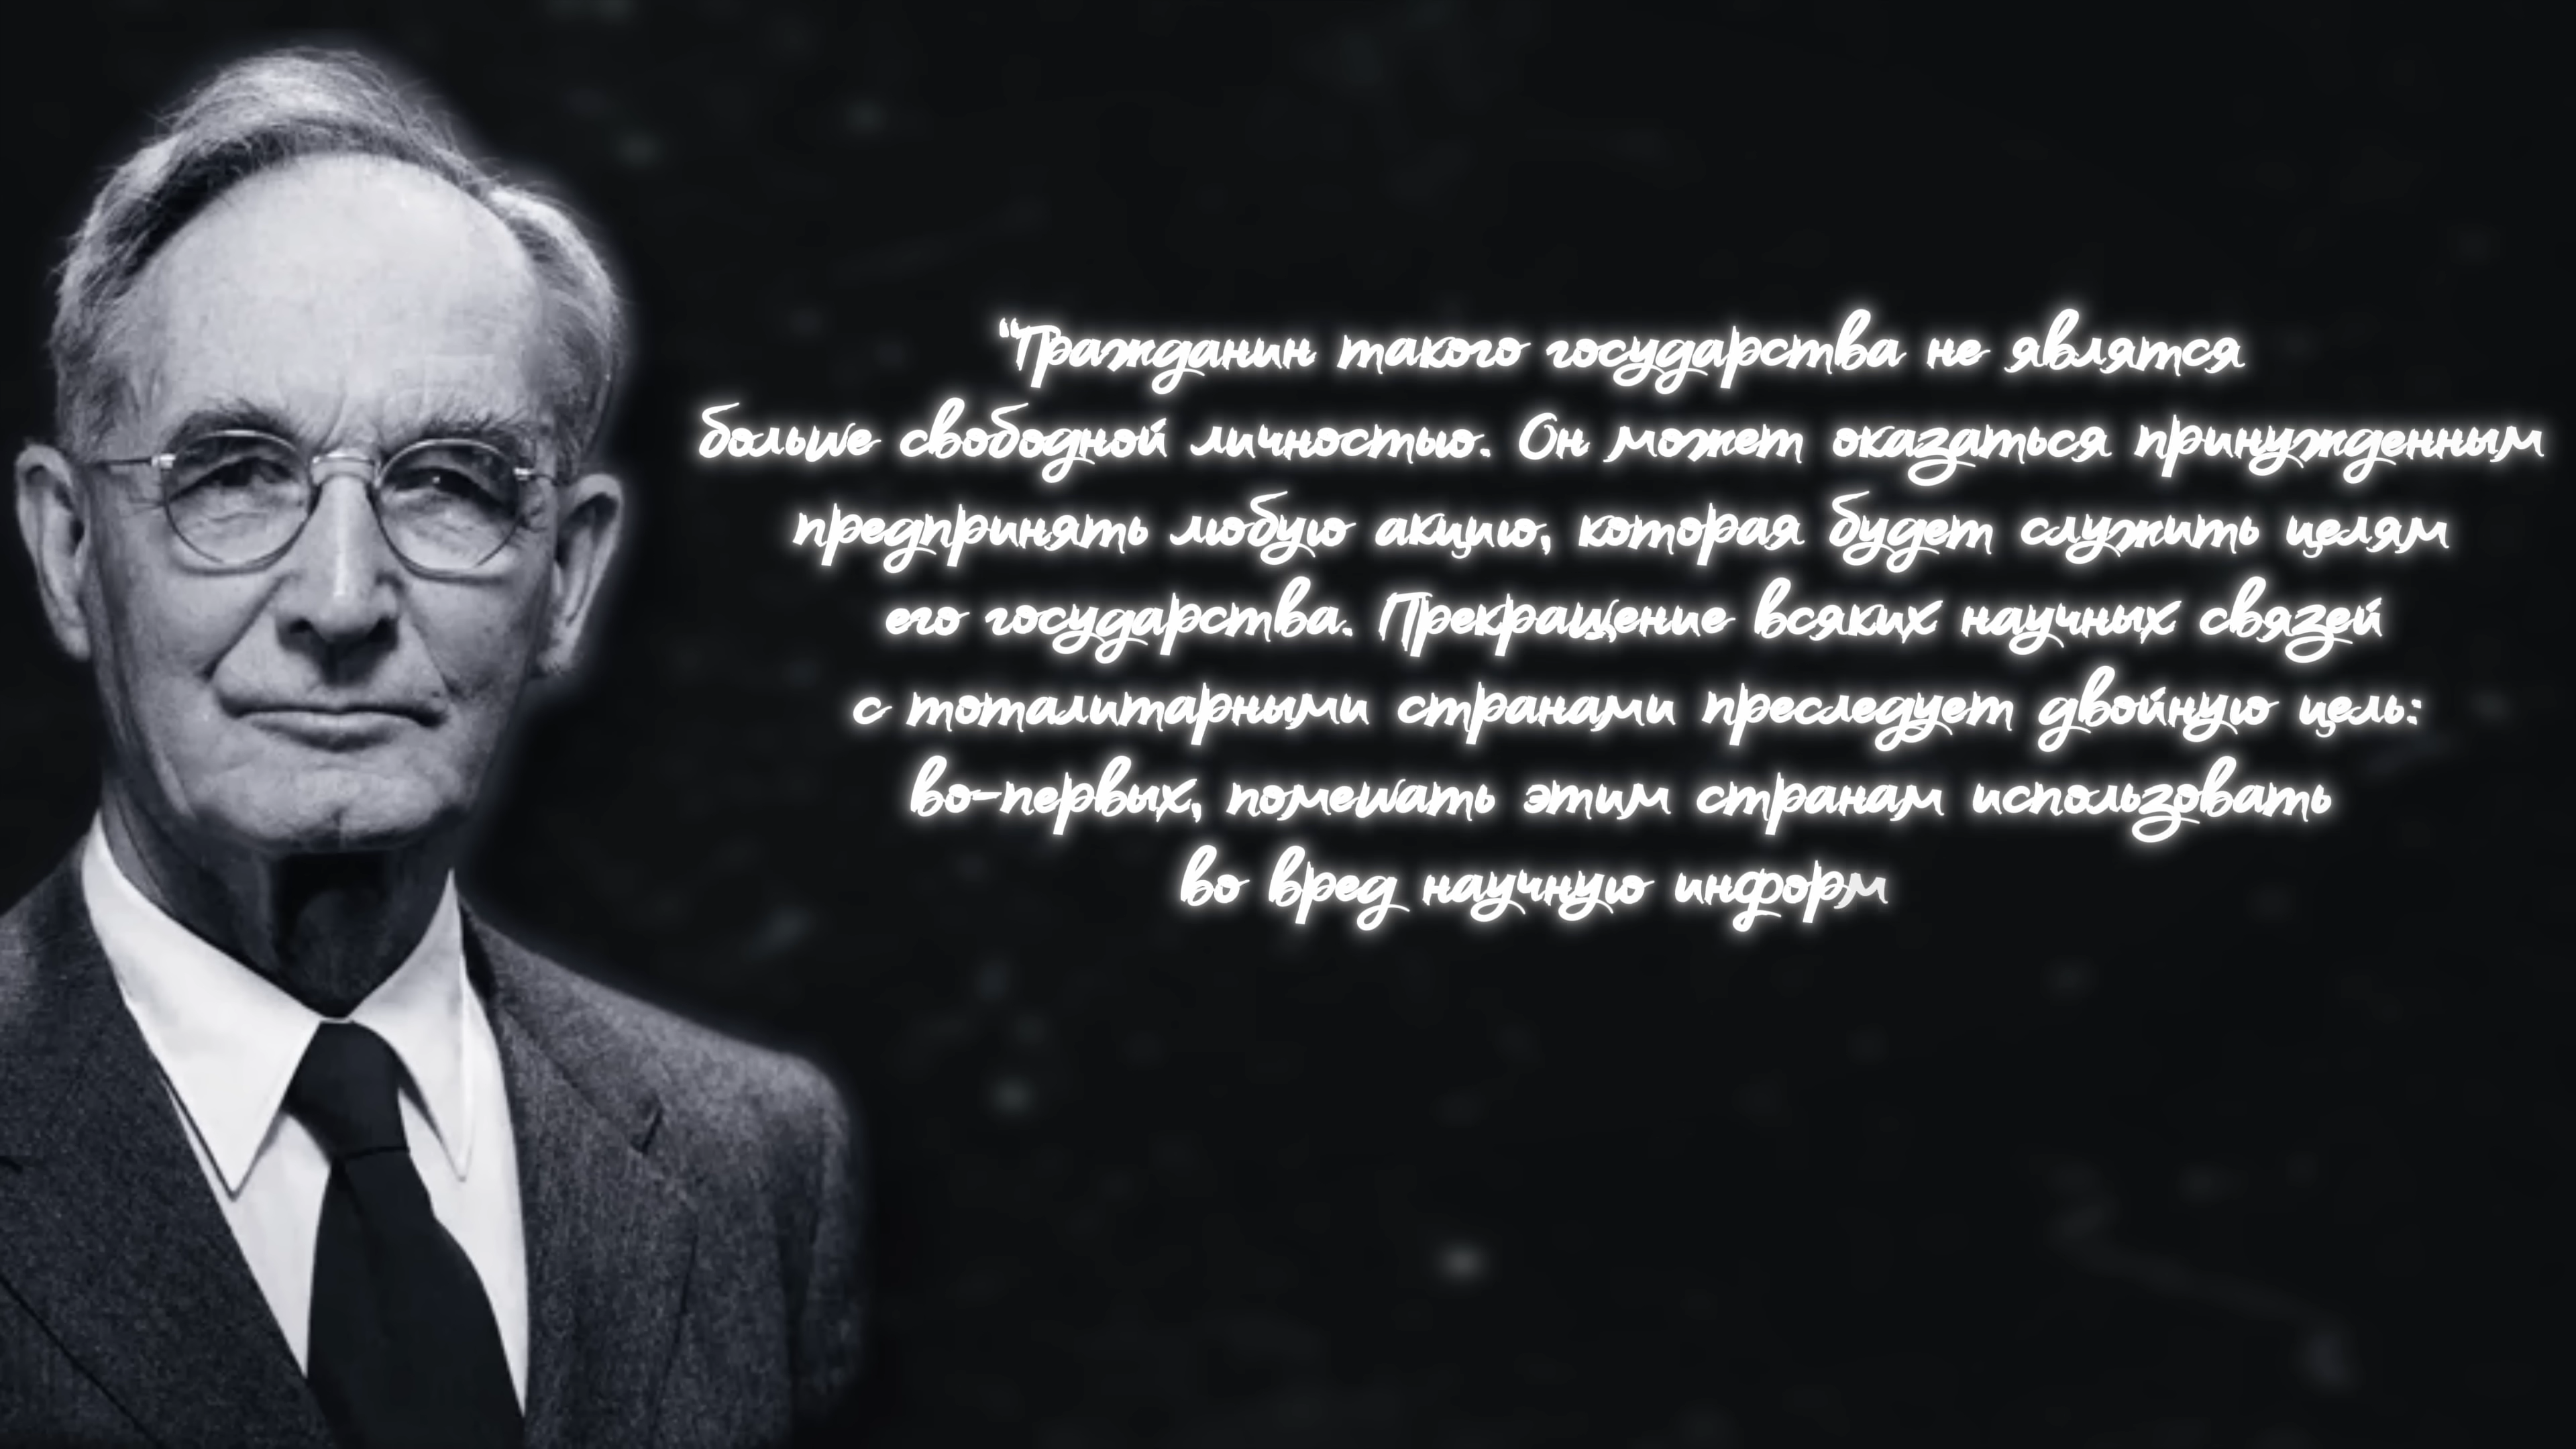 “Гражданин такого государства не являтся
больше свободной личностью. Он может оказаться принужденным
предпринять любую акцию, которая будет служить целям
его государства. Прекращение всяких научных связей
с тоталитарными странами преследует двойную цель:
во-первых, помешать этим странам использовать
во вред научную информ